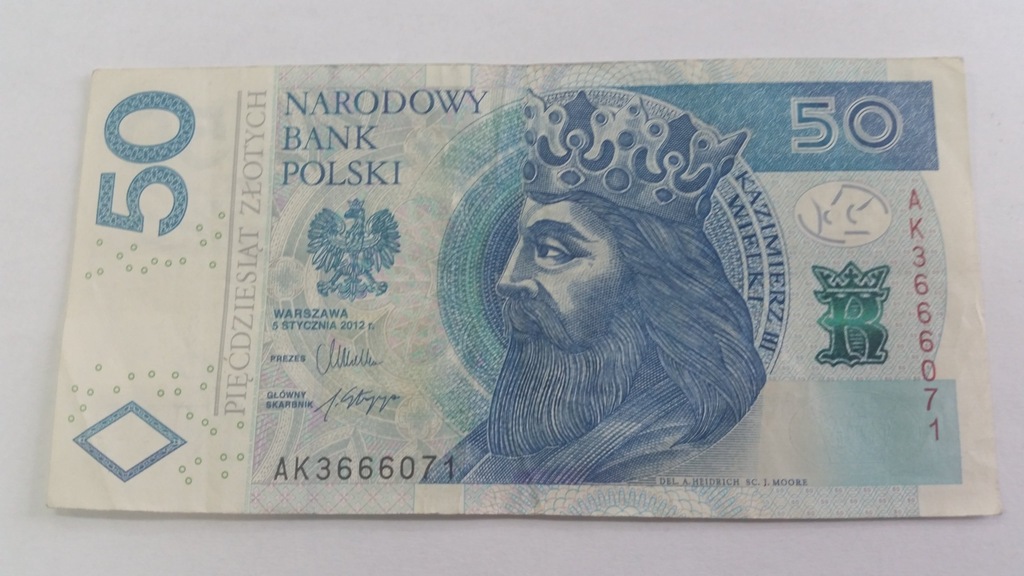 50
PIĘĆDZIESIĄT ZŁOTYCH
NARODOWY
BANK
POLSKI
WARSZAWA
5 STYCZNIA 2012 r.
PREZES
GŁÓWNY
SKARBNIK
AK3666071
50
KAZIMIERZ III
WIELKI
AK3666071
DEL. A. HEIDRICH SC. J. MOORE